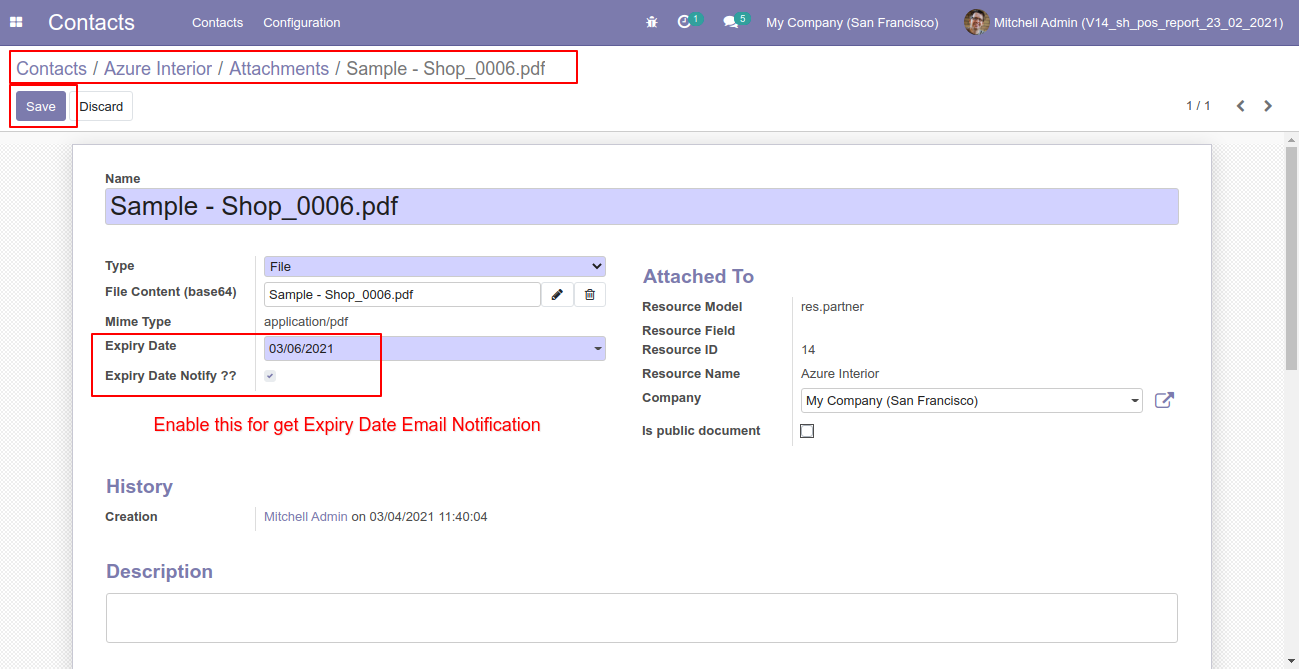 Contacts Contacts Configuration 1 5 My Company (San Francisco) Mitchell Admin (V14_sh_pos_report_23_02_2021)
Contacts / Azure Interior / Attachments / Sample - Shop_0006.pdf
Save Discard 1 / 1
Name
Sample - Shop_0006.pdf
Type File
File Content (base64) Sample - Shop_0006.pdf
Mime Type application/pdf
Expiry Date 03/06/2021
Expiry Date Notify ??
Enable this for get Expiry Date Email Notification
Attached To
Resource Model res.partner
Resource Field
Resource ID 14
Resource Name Azure Interior
Company My Company (San Francisco)
Is public document
History
Creation Mitchell Admin on 03/04/2021 11:40:04
Description